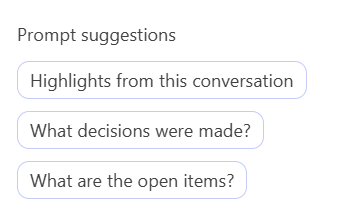 Prompt suggestions
Highlights from this conversation
What decisions were made?
What are the open items?